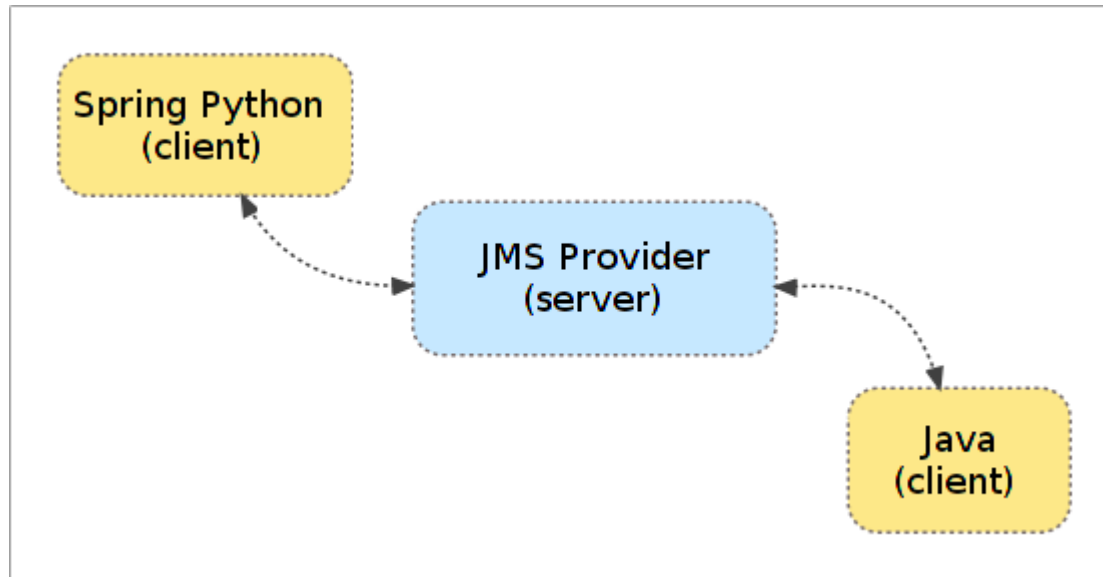 Spring Python
(client)
JMS Provider
(server)
Java
(client)